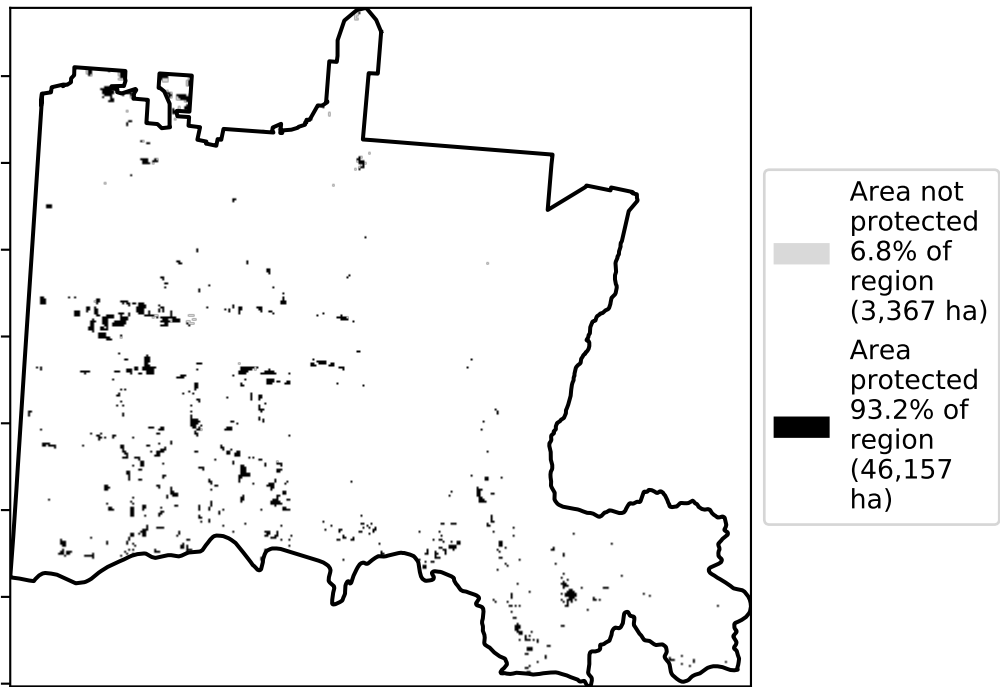 Area not
protected
6.8% of
region
(3,367 ha)
Area
protected
93.2% of
region
(46,157
ha)